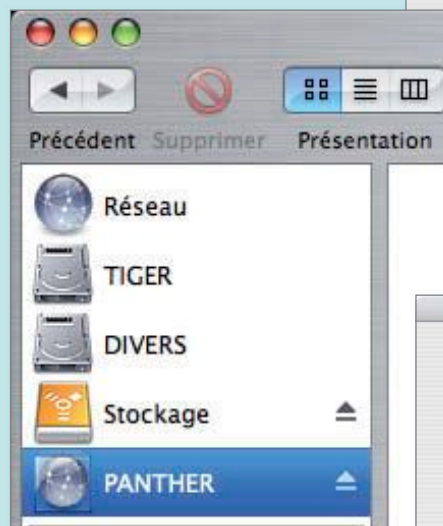 Précédent Supprimer Présentation
Réseau
TIGER
DIVERS
Stockage
PANTHER